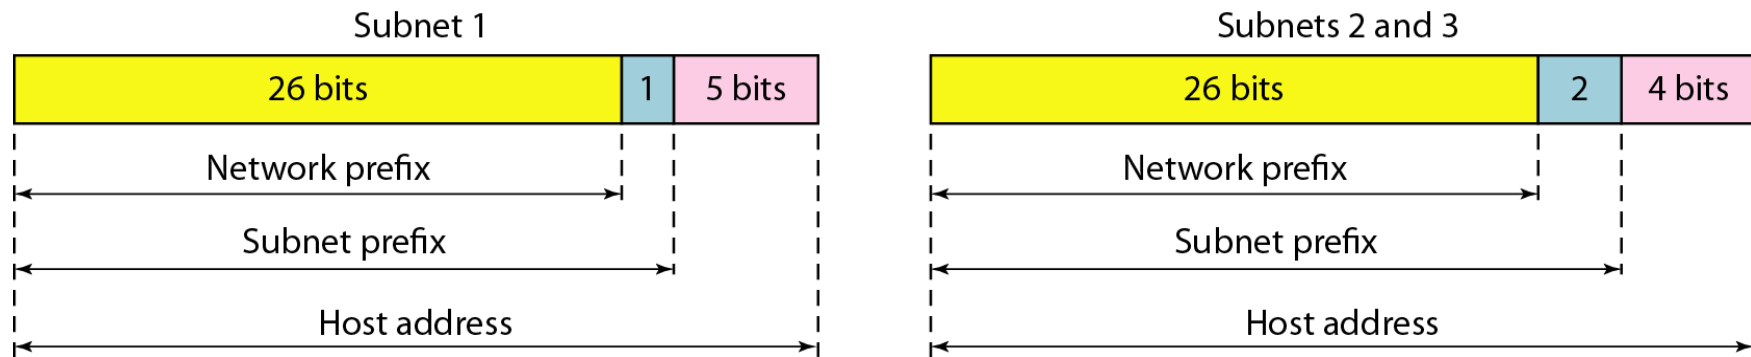 Subnet 1
26 bits 1 5 bits
Network prefix
Subnet prefix
Host address
Subnets 2 and 3
26 bits 2 4 bits
Network prefix
Subnet prefix
Host address